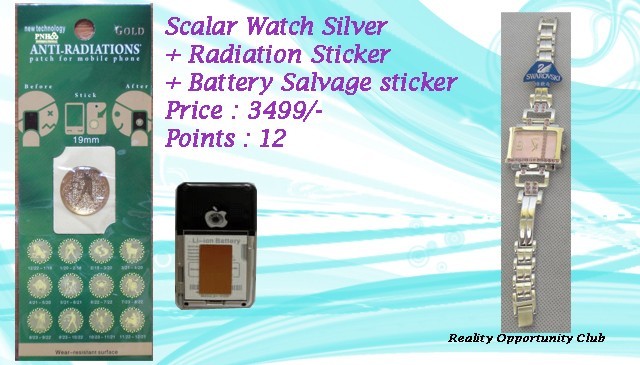 new technology
PNB
GOLD
ANTI-RADIATIONS
patch for mobile phone
Before
After
Stick
19mm
Wear-resistant surface
Scalar Watch Silver
+ Radiation Sticker
+ Battery Salvage sticker
Price : 3499/-
Points : 12
Li-ion Battery
SWAROVSKI
Reality Opportunity Club